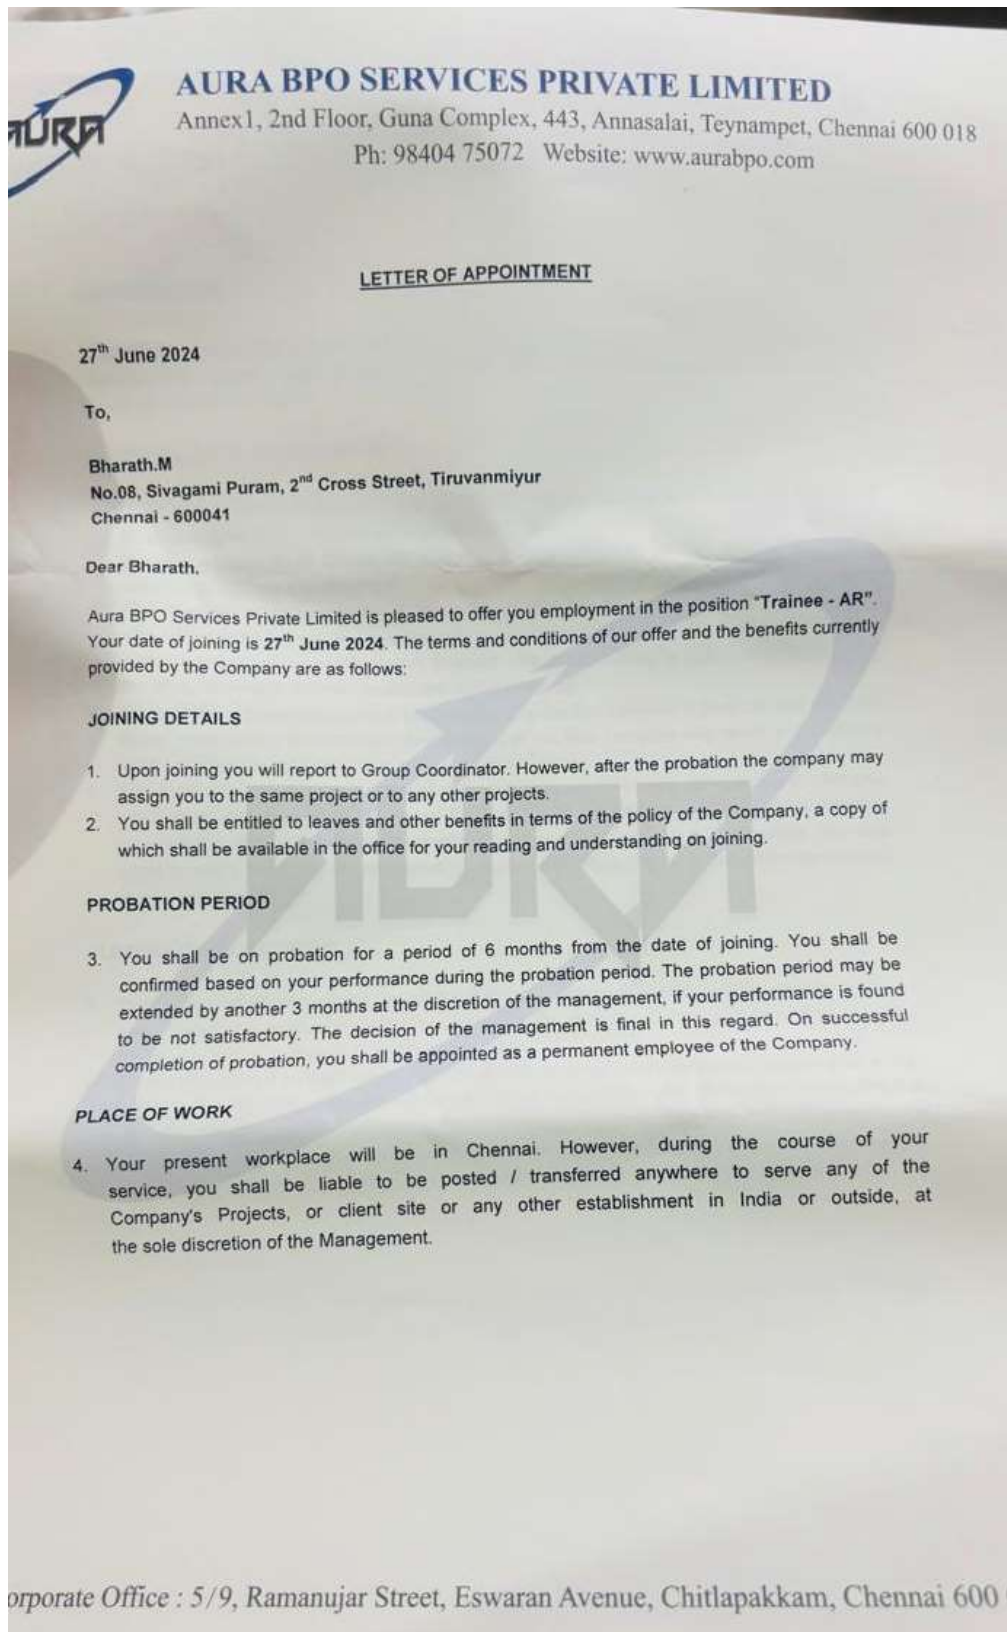 AURA BPO SERVICES PRIVATE LIMITED
Annex1, 2nd Floor, Guna Complex, 443, Annasalai, Teynampet, Chennai 600 018
Ph: 98404 75072 Website: www.aurabpo.com
AURA
LETTER OF APPOINTMENT
27th June 2024
To,
Bharath.M
No.08, Sivagami Puram, 2nd Cross Street, Tiruvanmiyur
Chennai - 600041
Dear Bharath,
Aura BPO Services Private Limited is pleased to offer you employment in the position "Trainee - AR".
Your date of joining is 27th June 2024. The terms and conditions of our offer and the benefits currently
provided by the Company are as follows:
JOINING DETAILS
1. Upon joining you will report to Group Coordinator. However, after the probation the company may
assign you to the same project or to any other projects.
2. You shall be entitled to leaves and other benefits in terms of the policy of the Company, a copy of
which shall be available in the office for your reading and understanding on joining.
AURA
PROBATION PERIOD
3. You shall be on probation for a period of 6 months from the date of joining. You shall be
confirmed based on your performance during the probation period. The probation period may be
extended by another 3 months at the discretion of the management, if your performance is found
to be not satisfactory. The decision of the management is final in this regard. On successful
completion of probation, you shall be appointed as a permanent employee of the Company.
PLACE OF WORK
4. Your present workplace will be in Chennai. However, during the course of your
service, you shall be liable to be posted / transferred anywhere to serve any of the
Company's Projects, or client site or any other establishment in India or outside, at
the sole discretion of the Management.
orporate Office : 5/9, Ramanujar Street, Eswaran Avenue, Chitlapakkam, Chennai 600